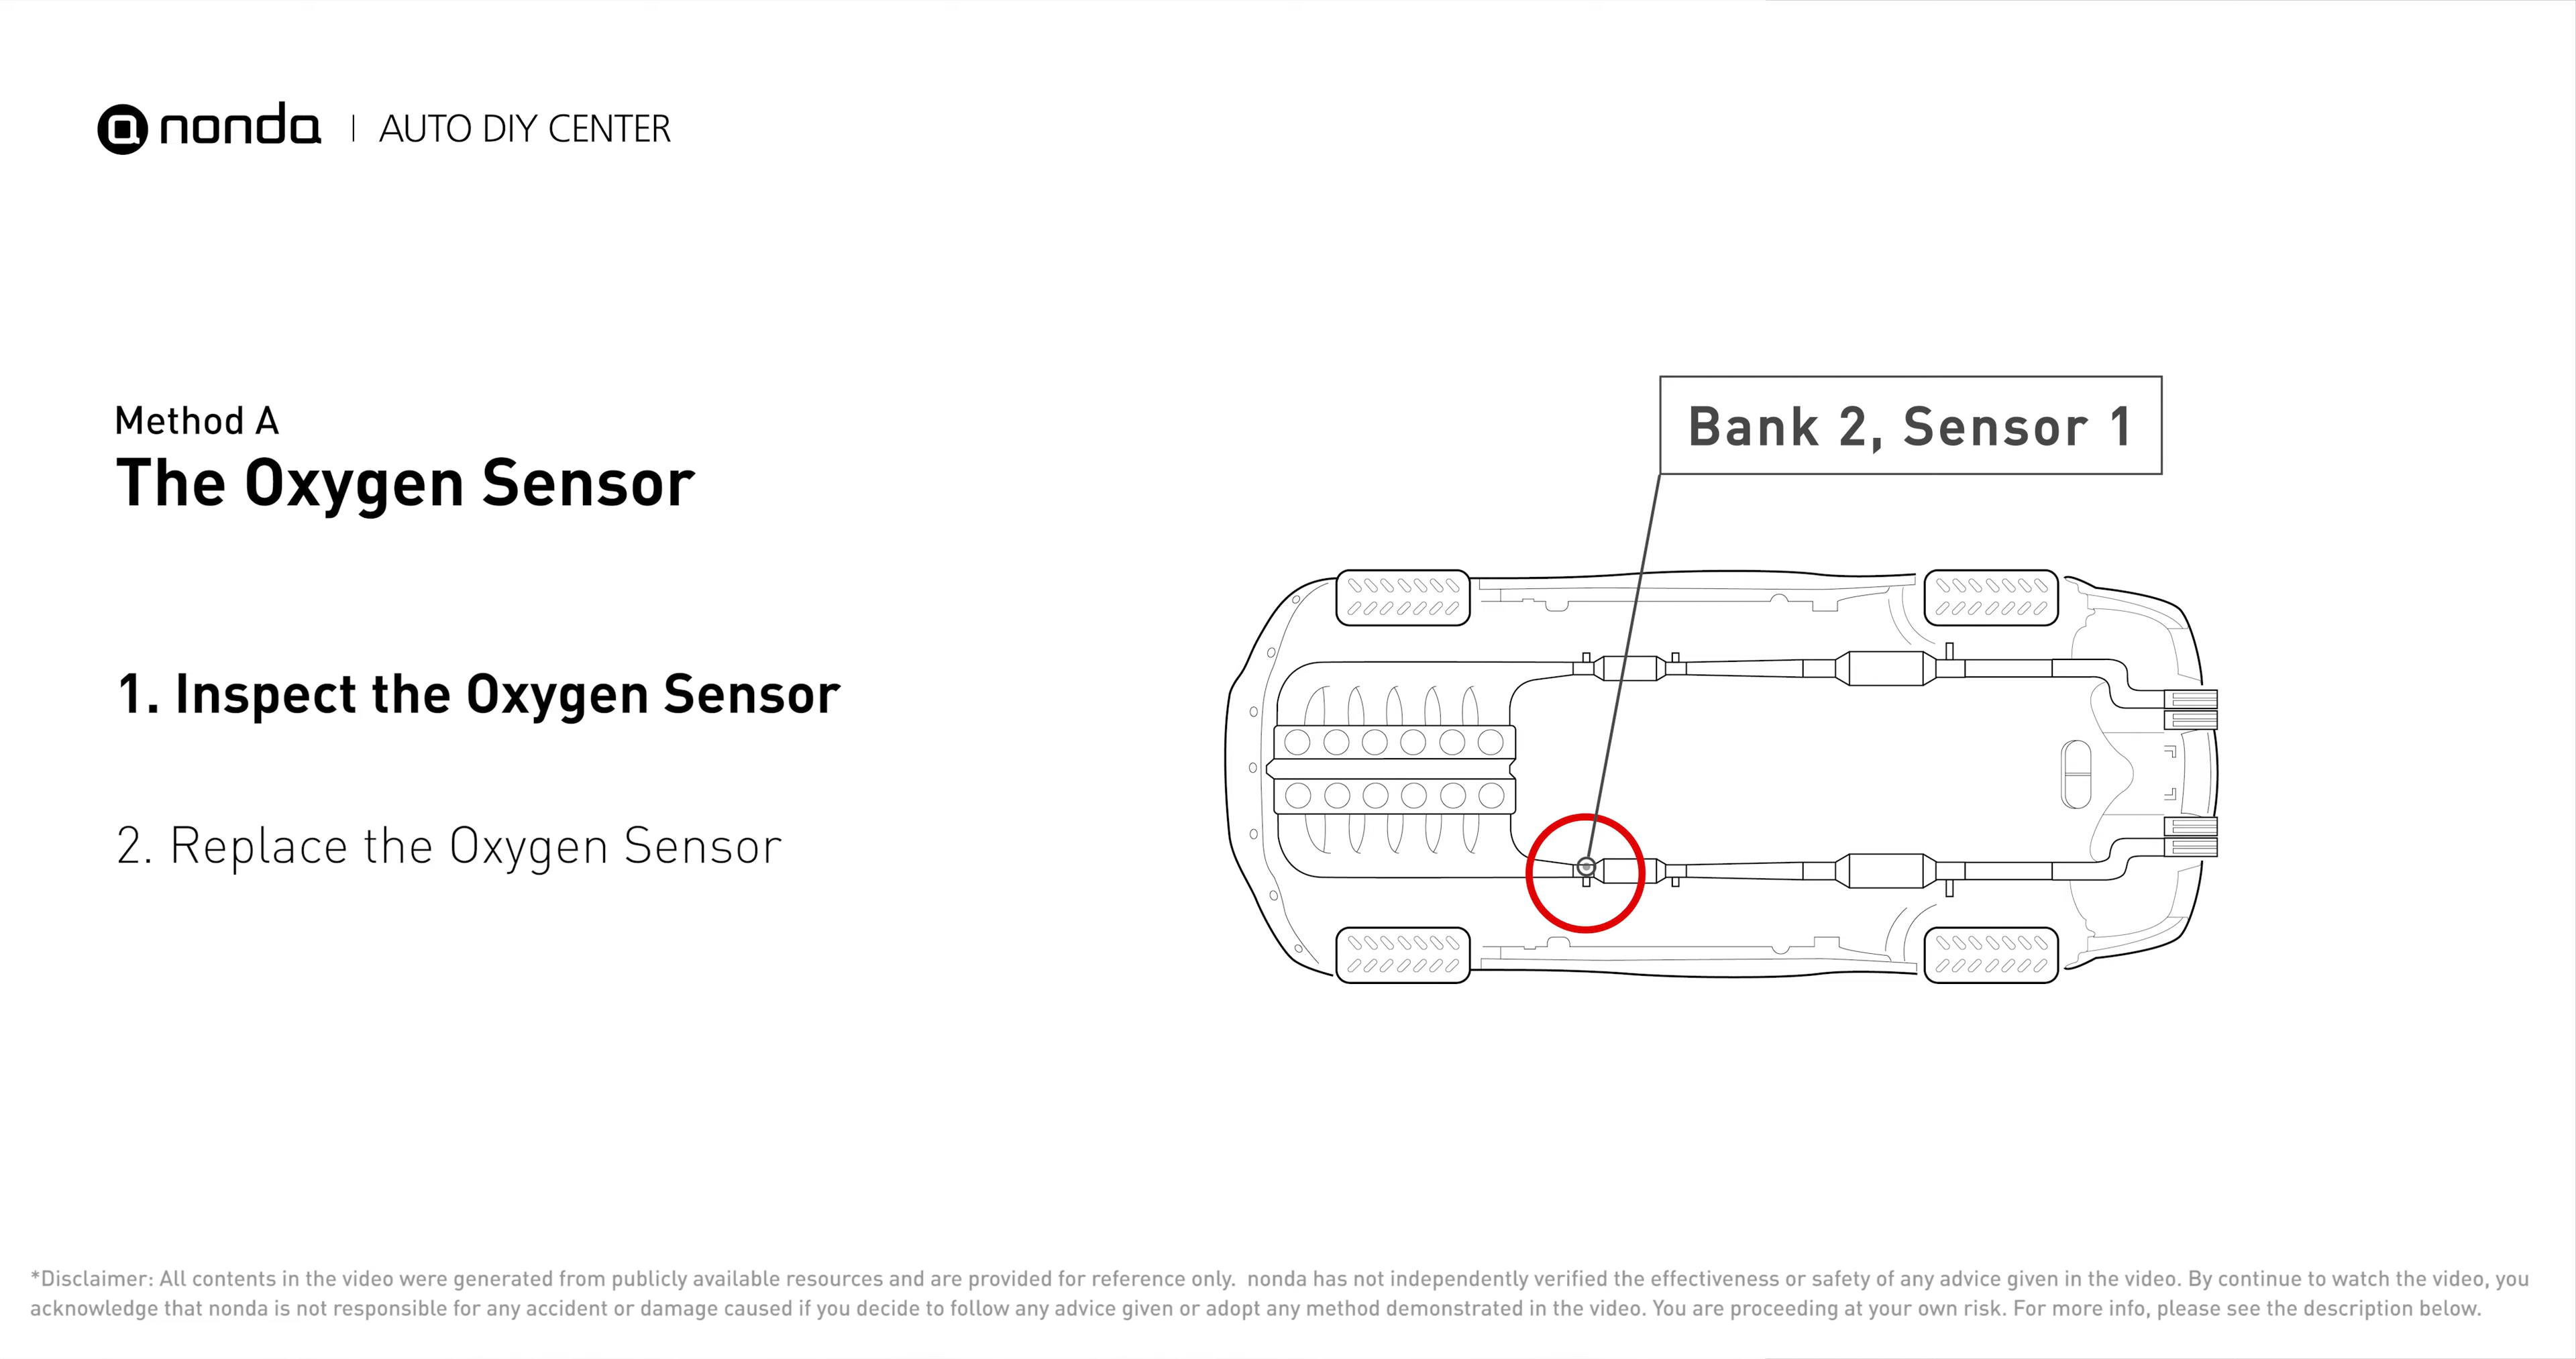 nonda | AUTO DIY CENTER
Method A
The Oxygen Sensor
1. Inspect the Oxygen Sensor
2. Replace the Oxygen Sensor
Bank 2, Sensor 1
*Disclaimer: All contents in the video were generated from publicly available resources and are provided for reference only. nonda has not independently verified the effectiveness or safety of any advice given in the video. By continue to watch the video, you
acknowledge that nonda is not responsible for any accident or damage caused if you decide to follow any advice given or adopt any method demonstrated in the video. You are proceeding at your own risk. For more info, please see the description below.